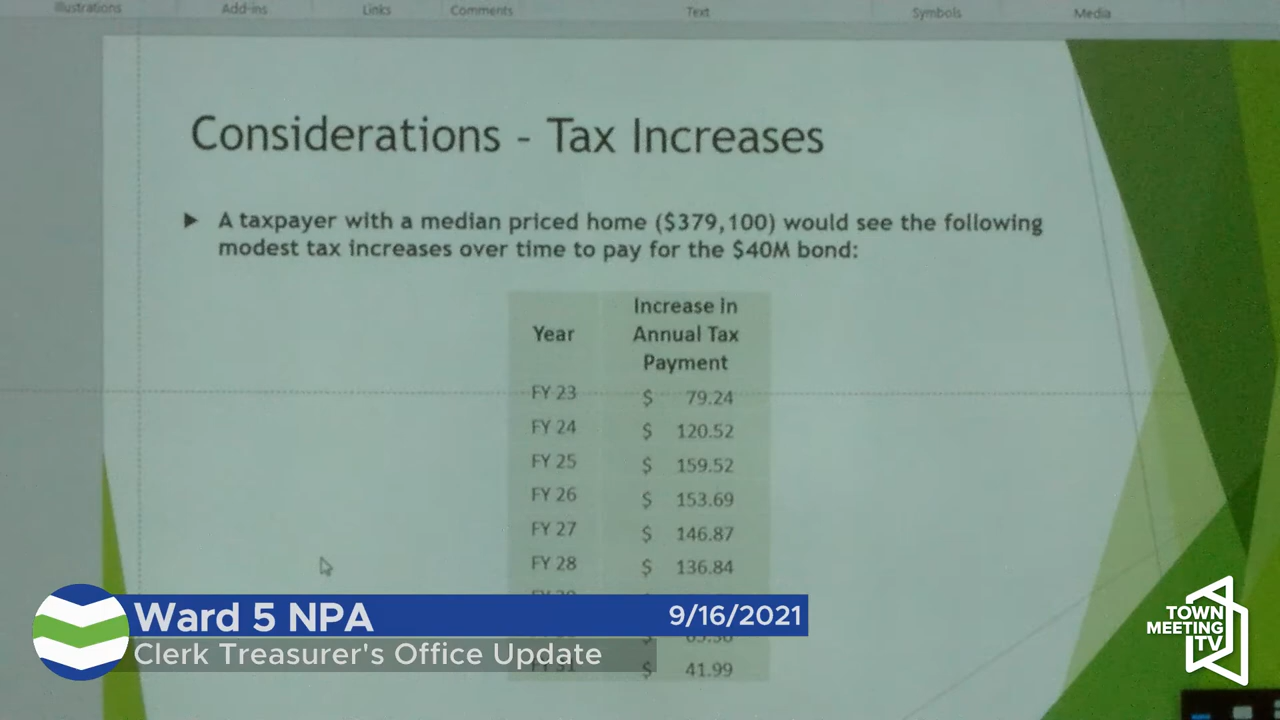 Illustrations Add-ins Links Comments Text Symbols Media
Considerations - Tax Increases
A taxpayer with a median priced home ($379,100) would see the following
modest tax increases over time to pay for the $40M bond:
Year Increase in Annual Tax Payment
FY 23 $ 79.24
FY 24 $ 120.52
FY 25 $ 159.52
FY 26 $ 153.69
FY 27 $ 146.87
FY 28 $ 136.84
$ 41.99
Ward 5 NPA 9/16/2021
Clerk Treasurer's Office Update
TOWN
MEETING
TV